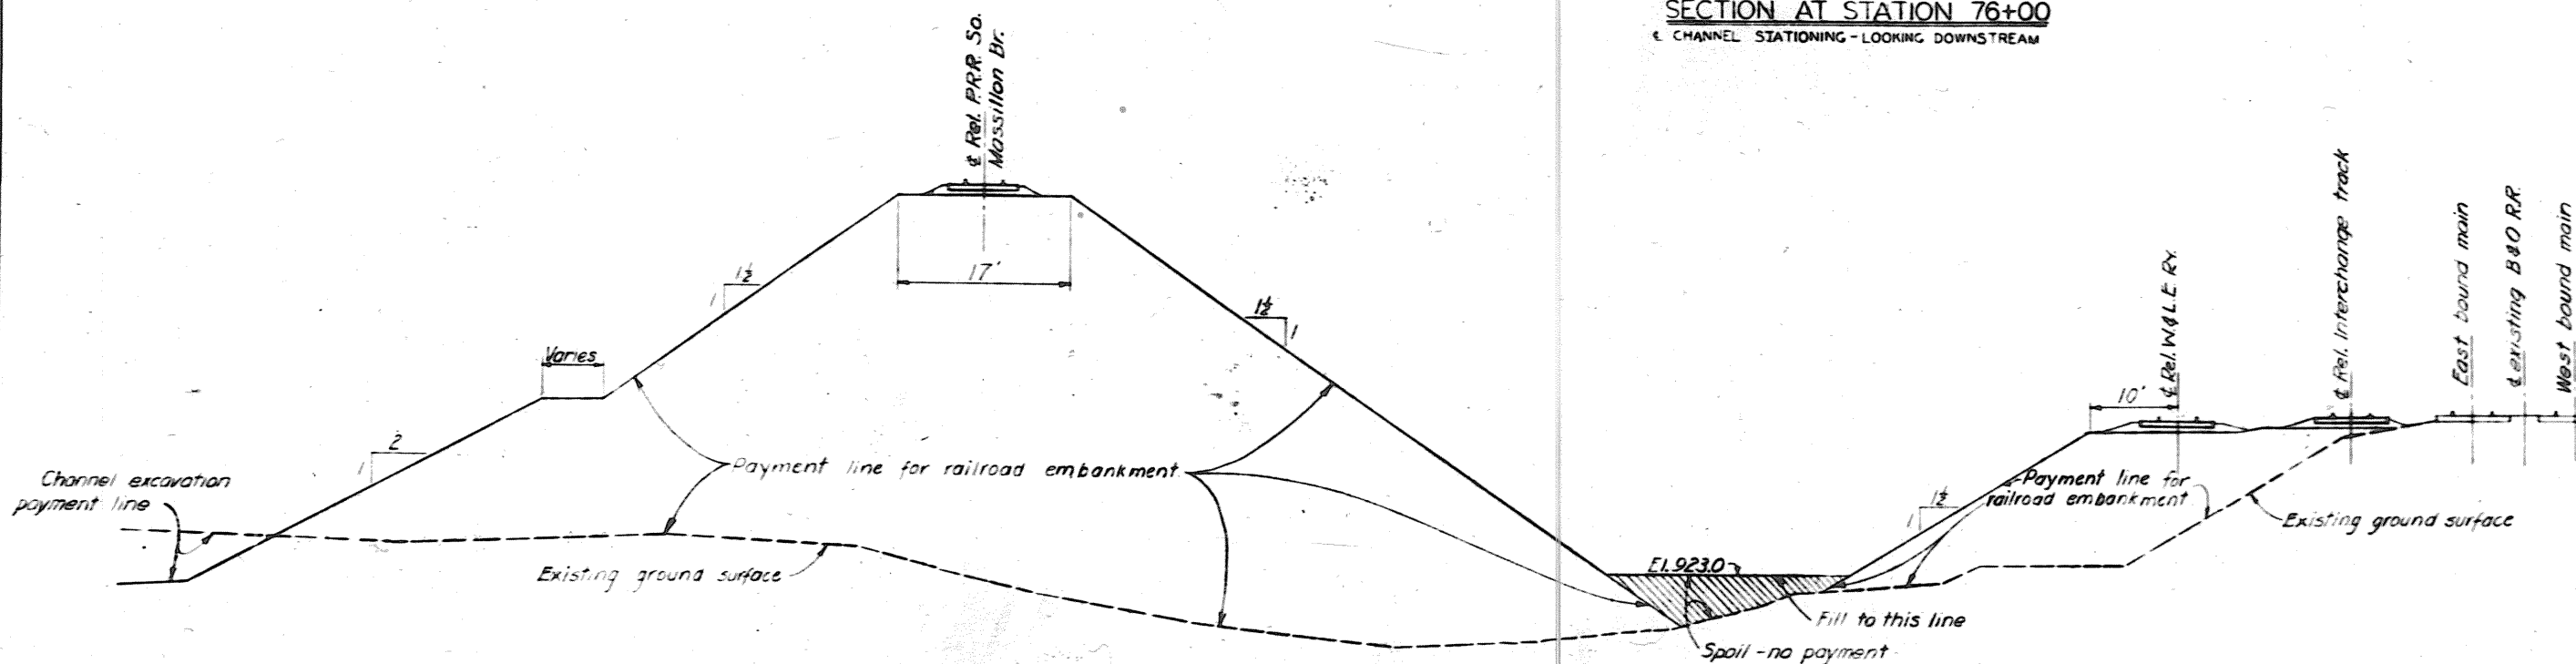 SECTION AT STATION 76+00
℄ CHANNEL STATIONING - LOOKING DOWNSTREAM
℄ Rel. P.R.R. So.
Massillon Br.
17'
1½
1
1½
1
Varies
2
1
Channel excavation
payment line
Payment line for railroad embankment
Existing ground surface
El. 923.0
Fill to this line
Spoil - no payment
10'
℄ Rel. W. & L. E. Ry.
℄ Rel. Interchange track
East bound main
℄ existing B & O R.R.
West bound main
1½
1
Payment line for
railroad embankment
Existing ground surface